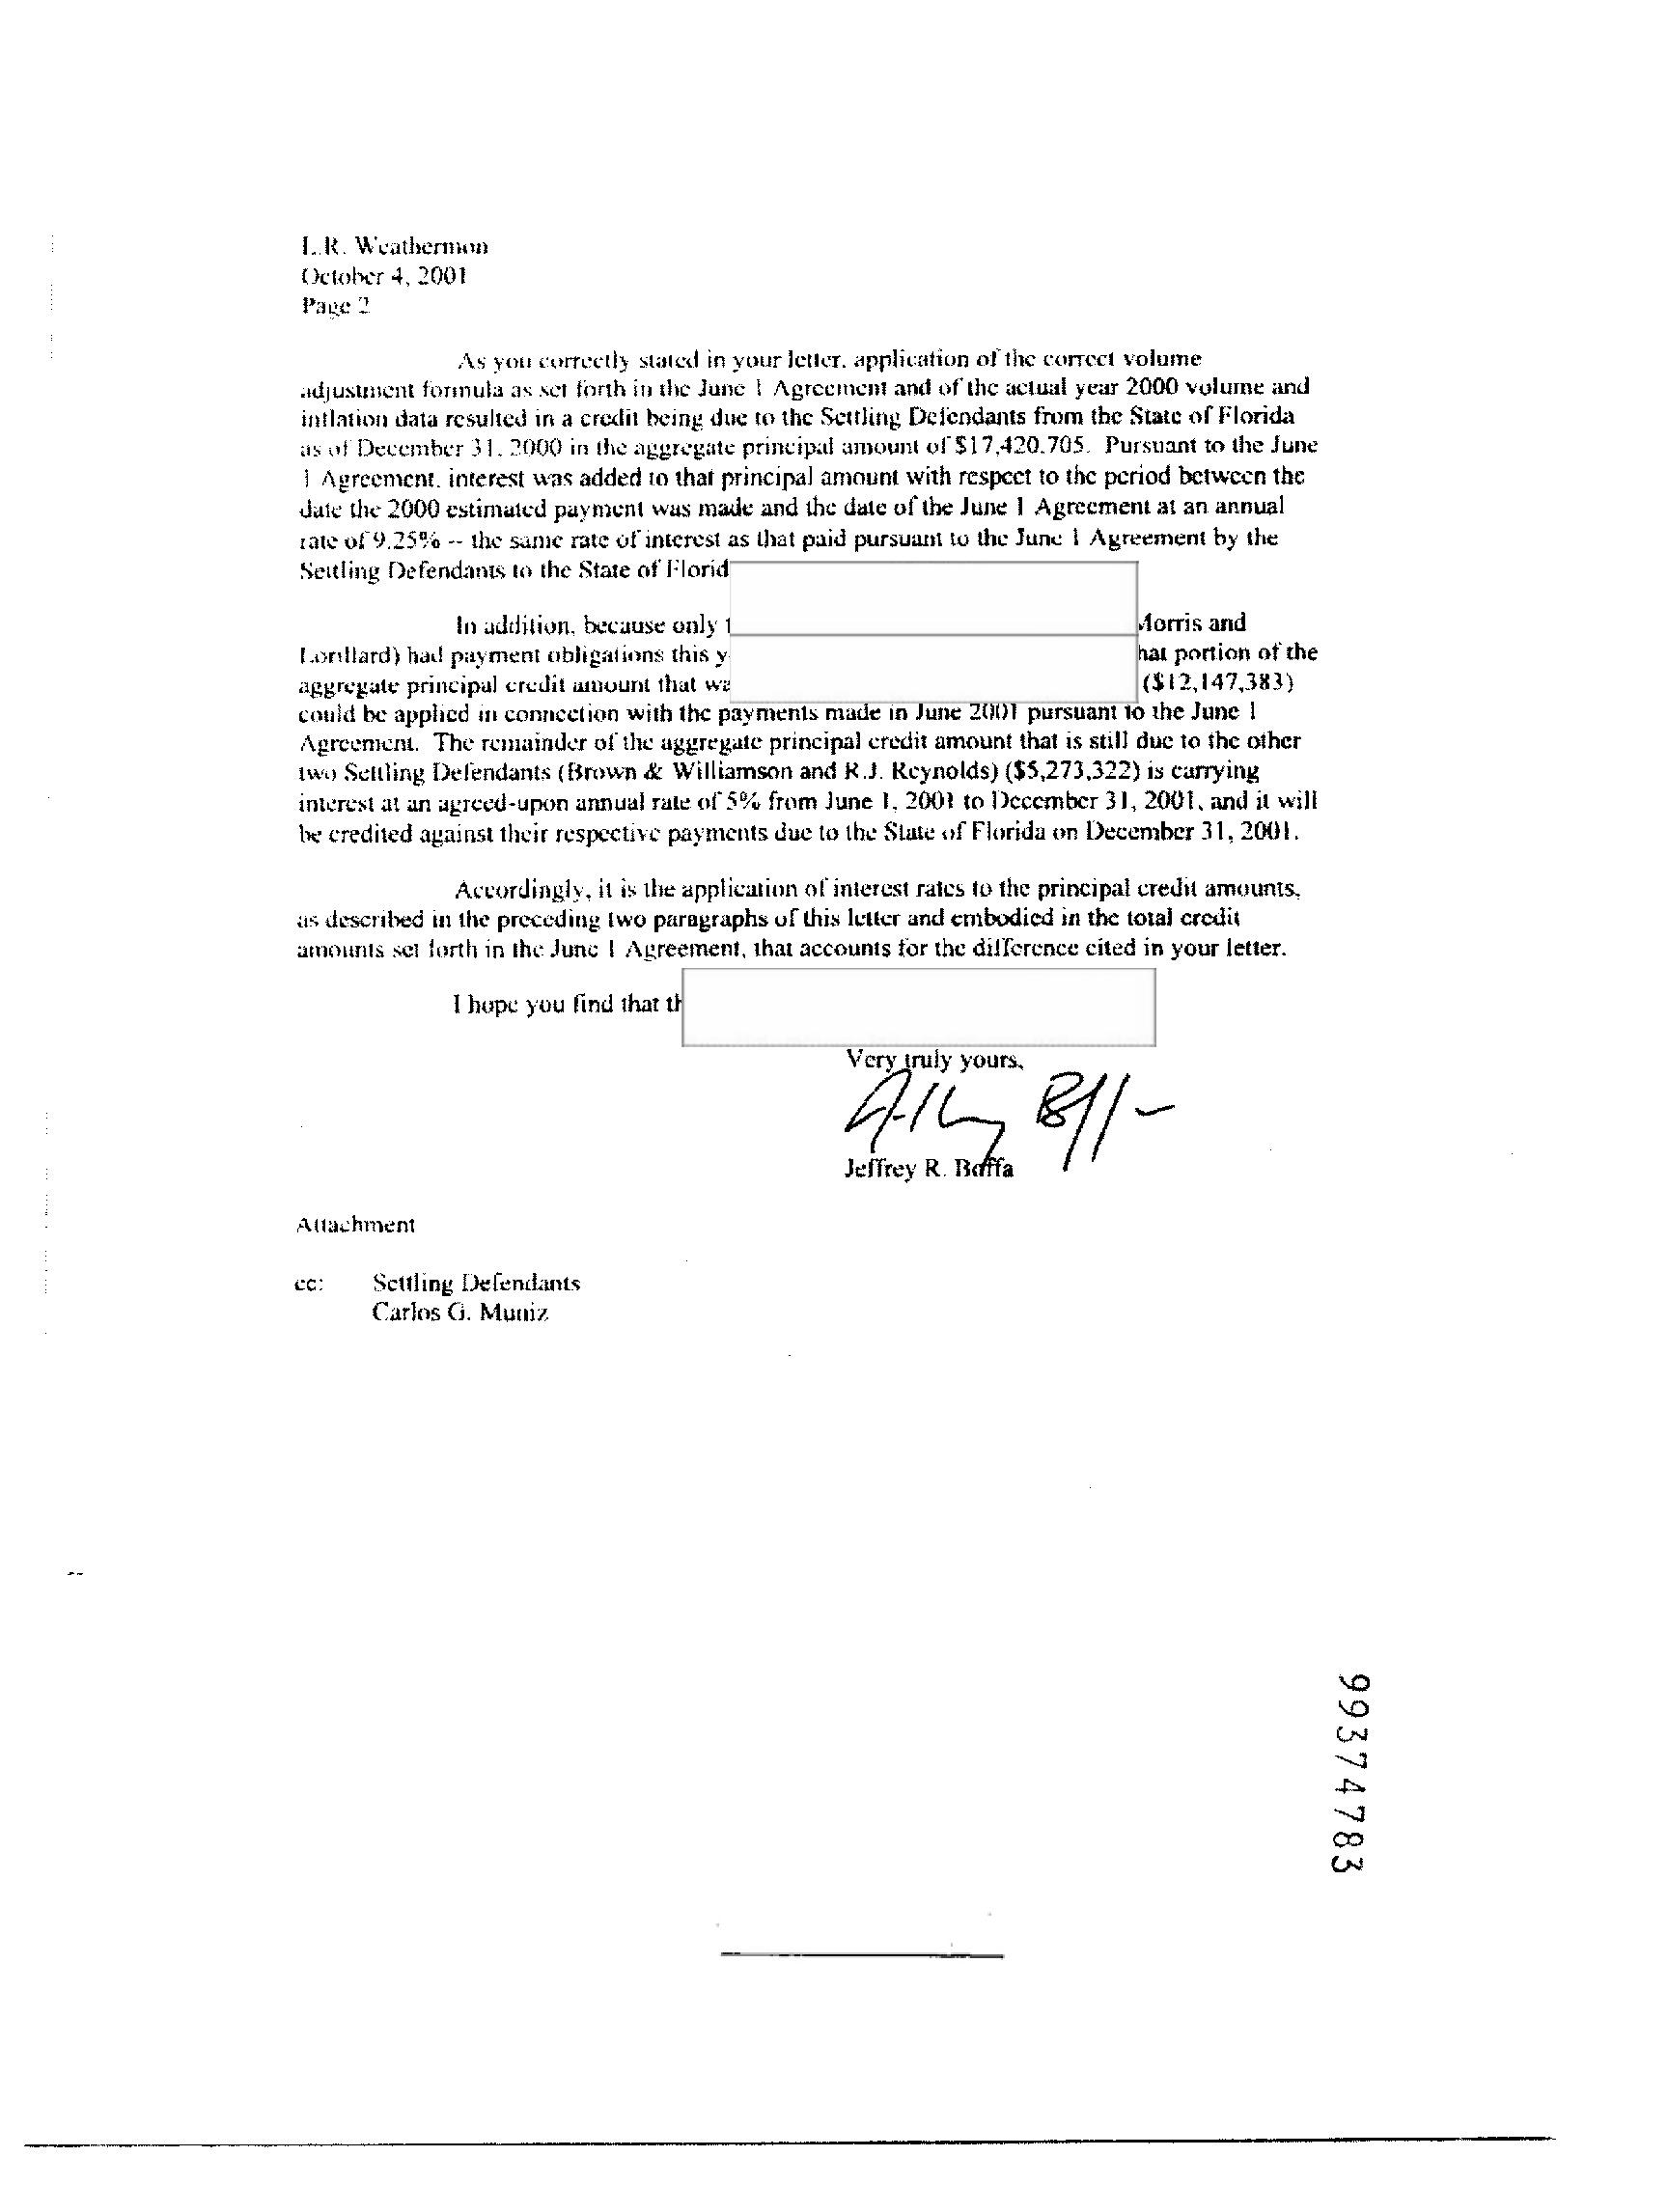 L.R. Weathermon
October 4, 2001
Page 2
As you correctly stated in your letter, application of the correct volume
adjustment formula as set forth in the June 1 Agreement and of the actual year 2000 volume and
inflation data resulted in a credit being due to the Settling Defendants from the State of Florida
as of December 31, 2000 in the aggregate principal amount of $17,420,705. Pursuant to the June
1 Agreement, interest was added to that principal amount with respect to the period between the
date the 2000 estimated payment was made and the date of the June 1 Agreement at an annual
rate of 9.25% -- the same rate of interest as that paid pursuant to the June 1 Agreement by the
Settling Defendants to the State of Florid
In addition, because only Morris and
Lorillard) had payment obligations this hat portion of the
aggregate principal credit amount that ($12,147,383)
could be applied in connection with the payments made in June 2001 pursuant to the June 1
Agreement. The remainder of the aggregate principal credit amount that is still due to the other
two Settling Defendants (Brown & Williamson and R.J. Reynolds) ($5,273,322) is carrying
interest at an agreed-upon annual rate of 5% from June 1, 2001 to December 31, 2001, and it will
be credited against their respective payments due to the State of Florida on December 31, 2001.
Accordingly, it is the application of interest rates to the principal credit amounts,
as described in the preceding two paragraphs of this letter and embodied in the total credit
amounts set forth in the June 1 Agreement, that accounts for the difference cited in your letter.
I hope you find that th
Very truly yours,
Jeffrey R. Boffa
Attachment
cc: Settling Defendants
Carlos G. Muniz
99374783